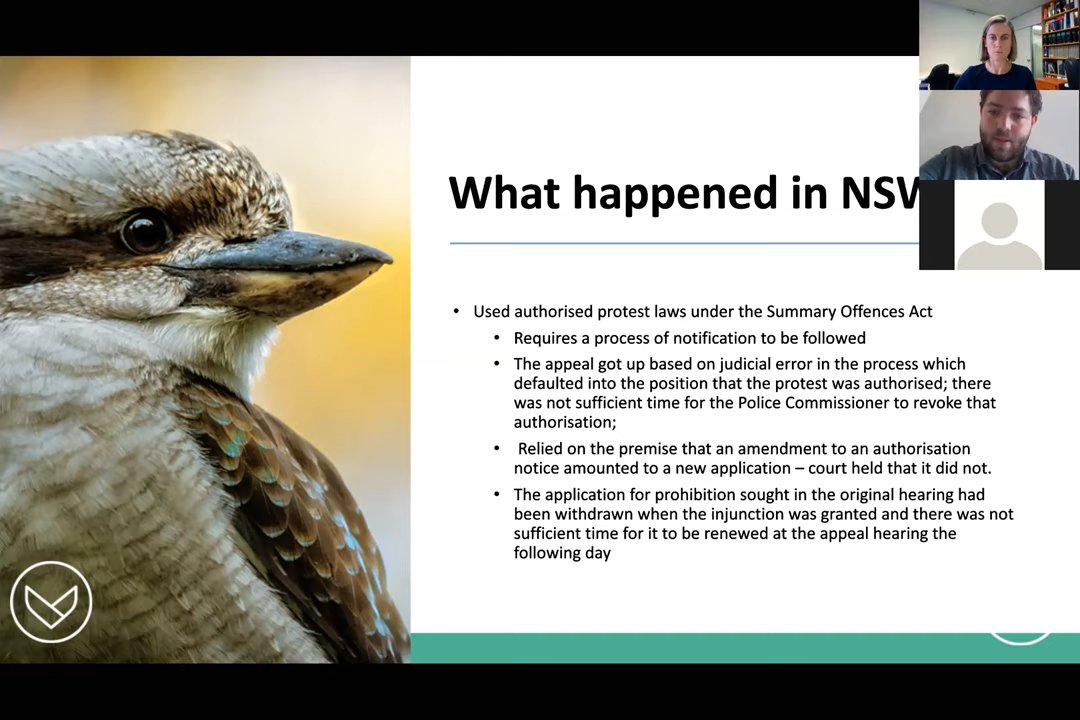 What happened in NSW
• Used authorised protest laws under the Summary Offences Act
• Requires a process of notification to be followed
• The appeal got up based on judicial error in the process which
defaulted into the position that the protest was authorised; there
was not sufficient time for the Police Commissioner to revoke that
authorisation;
• Relied on the premise that an amendment to an authorisation
notice amounted to a new application – court held that it did not.
• The application for prohibition sought in the original hearing had
been withdrawn when the injunction was granted and there was not
sufficient time for it to be renewed at the appeal hearing the
following day